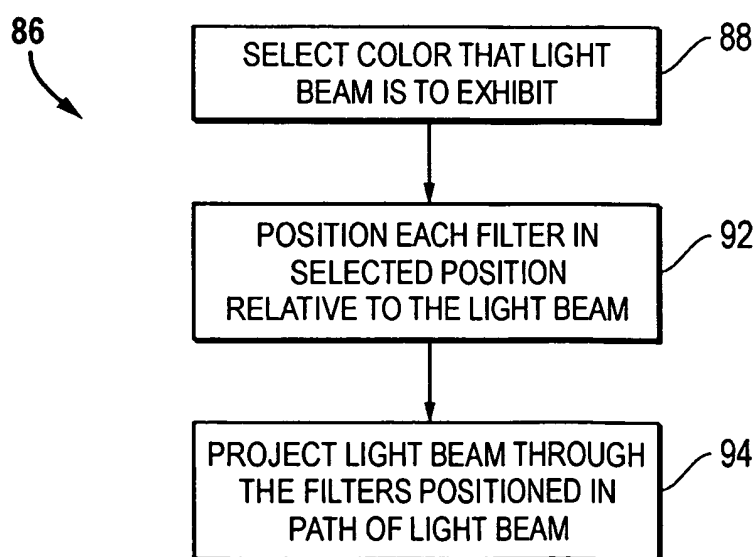 86
SELECT COLOR THAT LIGHT
BEAM IS TO EXHIBIT
88
POSITION EACH FILTER IN
SELECTED POSITION
RELATIVE TO THE LIGHT BEAM
92
PROJECT LIGHT BEAM THROUGH
THE FILTERS POSITIONED IN
PATH OF LIGHT BEAM
94